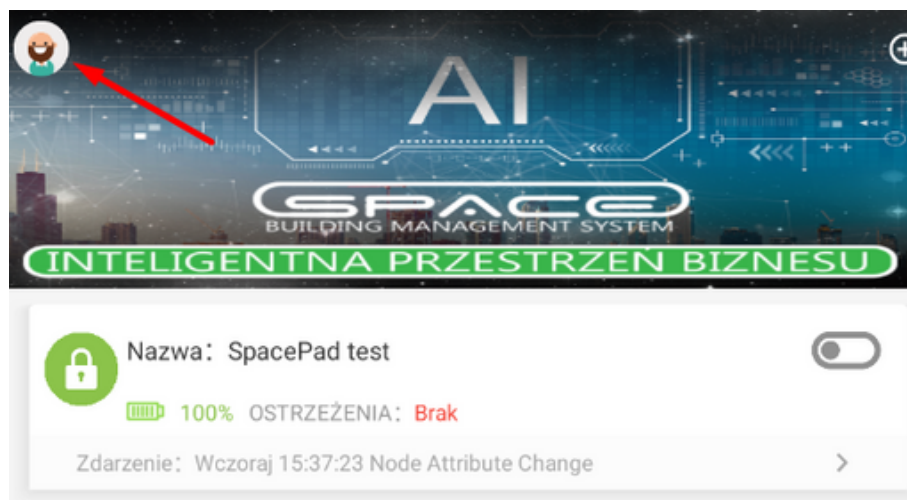 AI
SPACE
BUILDING MANAGEMENT SYSTEM
INTELIGENTNA PRZESTRZEN BIZNESU
Nazwa: SpacePad test
100% OSTRZEŻENIA: Brak
Zdarzenie: Wczoraj 15:37:23 Node Attribute Change